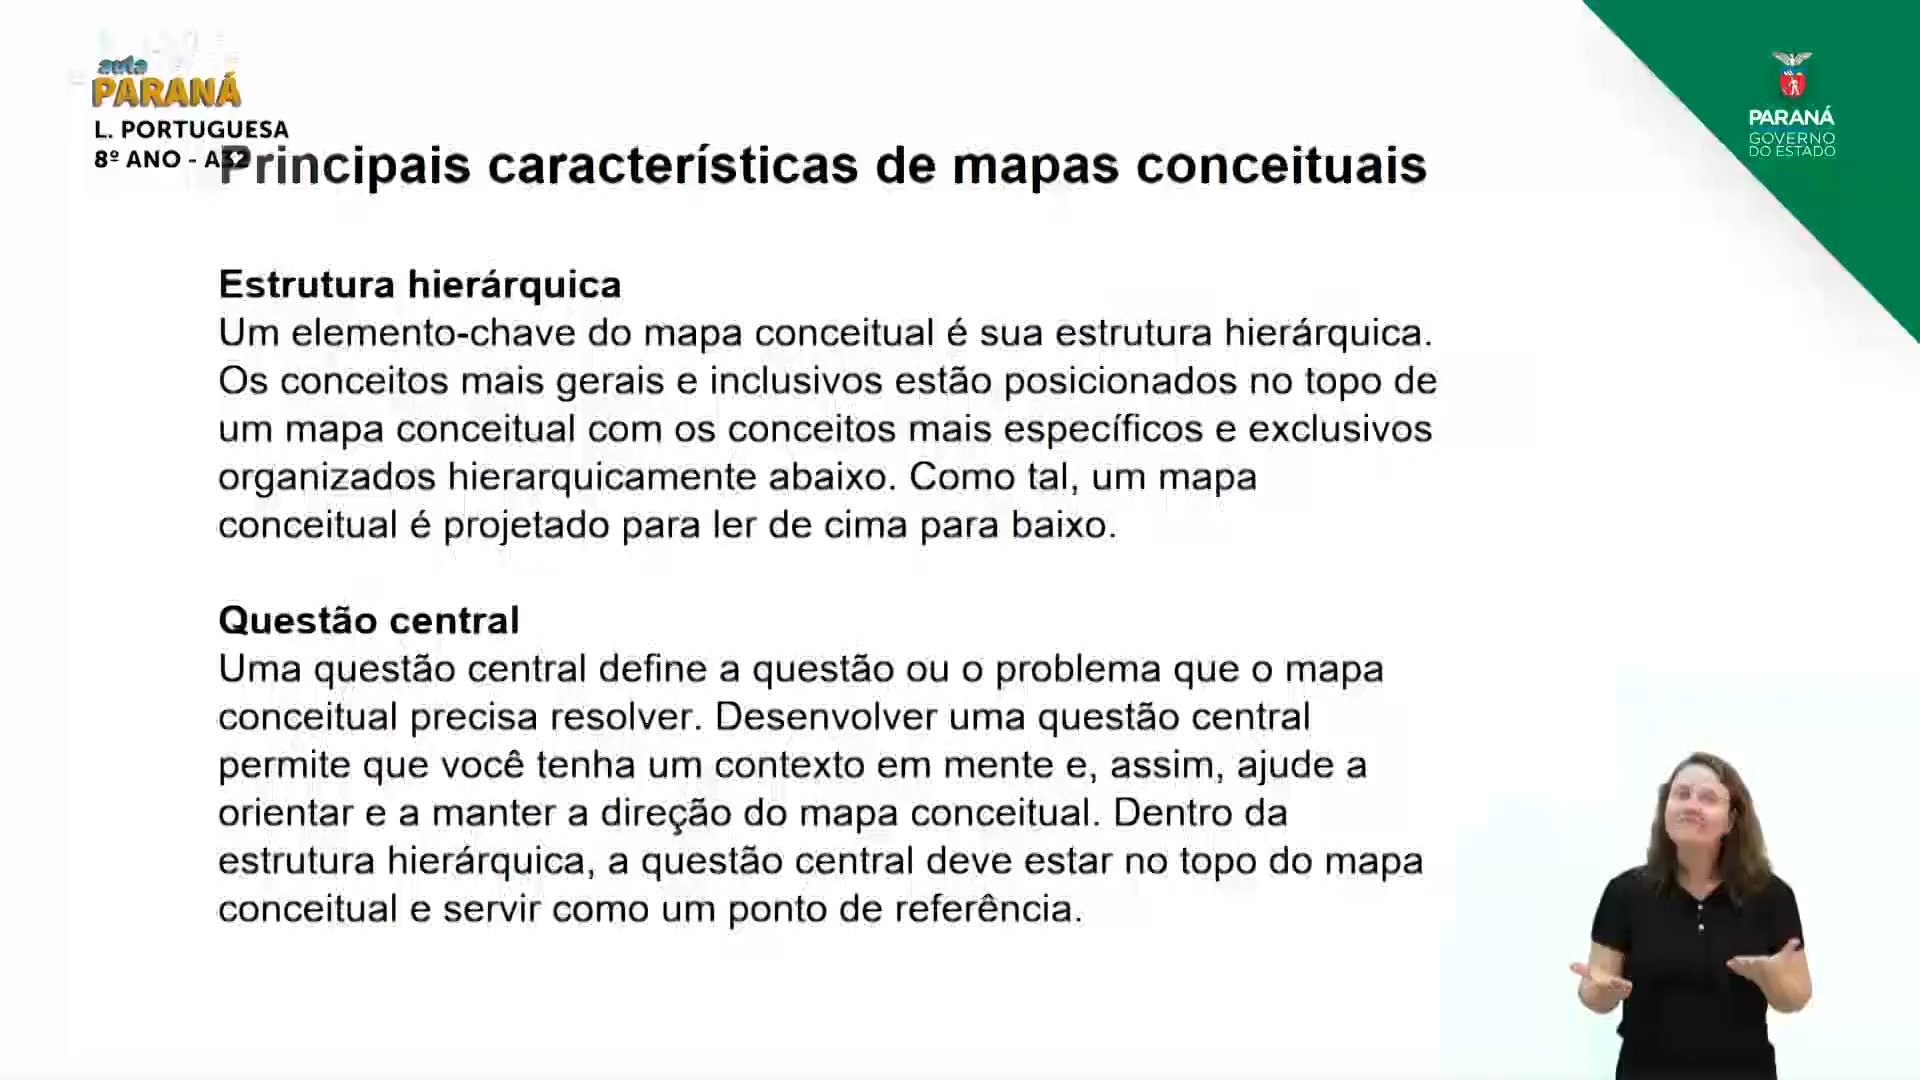 aula
PARANÁ
L. PORTUGUESA
8º ANO - A32
Principais características de mapas conceituais
PARANÁ
GOVERNO
DO ESTADO
Estrutura hierárquica
Um elemento-chave do mapa conceitual é sua estrutura hierárquica.
Os conceitos mais gerais e inclusivos estão posicionados no topo de
um mapa conceitual com os conceitos mais específicos e exclusivos
organizados hierarquicamente abaixo. Como tal, um mapa
conceitual é projetado para ler de cima para baixo.
Questão central
Uma questão central define a questão ou o problema que o mapa
conceitual precisa resolver. Desenvolver uma questão central
permite que você tenha um contexto em mente e, assim, ajude a
orientar e a manter a direção do mapa conceitual. Dentro da
estrutura hierárquica, a questão central deve estar no topo do mapa
conceitual e servir como um ponto de referência.